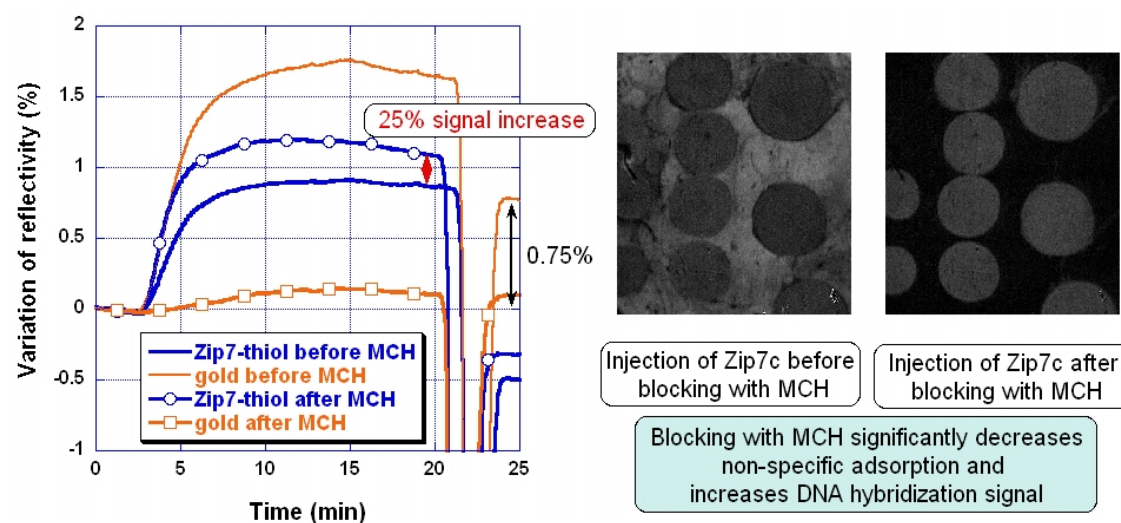 2
1.5
1
0.5
0
-0.5
-1
Variation of reflectivity (%)
0 5 10 15 20 25
Time (min)
25% signal increase
0.75%
Zip7-thiol before MCH
gold before MCH
Zip7-thiol after MCH
gold after MCH
Injection of Zip7c before
blocking with MCH
Injection of Zip7c after
blocking with MCH
Blocking with MCH significantly decreases
non-specific adsorption and
increases DNA hybridization signal